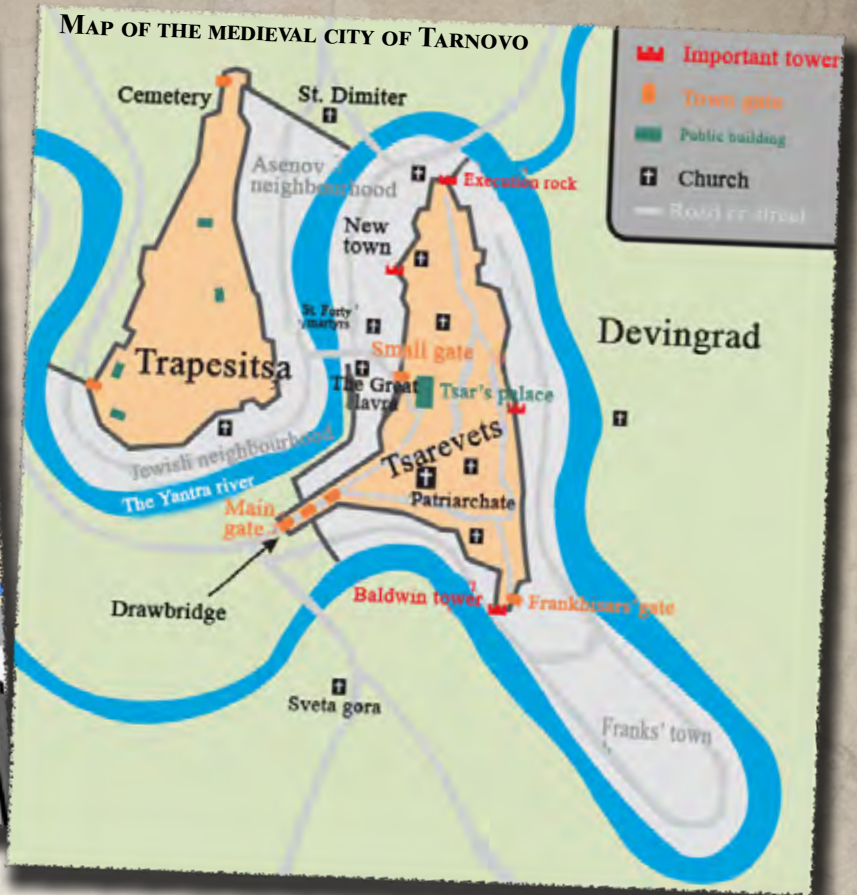 MAP OF THE MEDIEVAL CITY OF TARNOVO
Important tower
Town gate
Public building
Church
Road or street
Cemetery
St. Dimiter
Asenov
neighbourhood
Execution rock
New
town
St. Forty
martyrs
Devingrad
Trapesitsa
Small gate
The Great
lavra
Tsar's palace
Tsarevets
Jewish neighbourhood
Patriarchate
The Yantra river
Main
gate
Drawbridge
Baldwin tower
Frankhisars' gate
Sveta gora
Franks' town